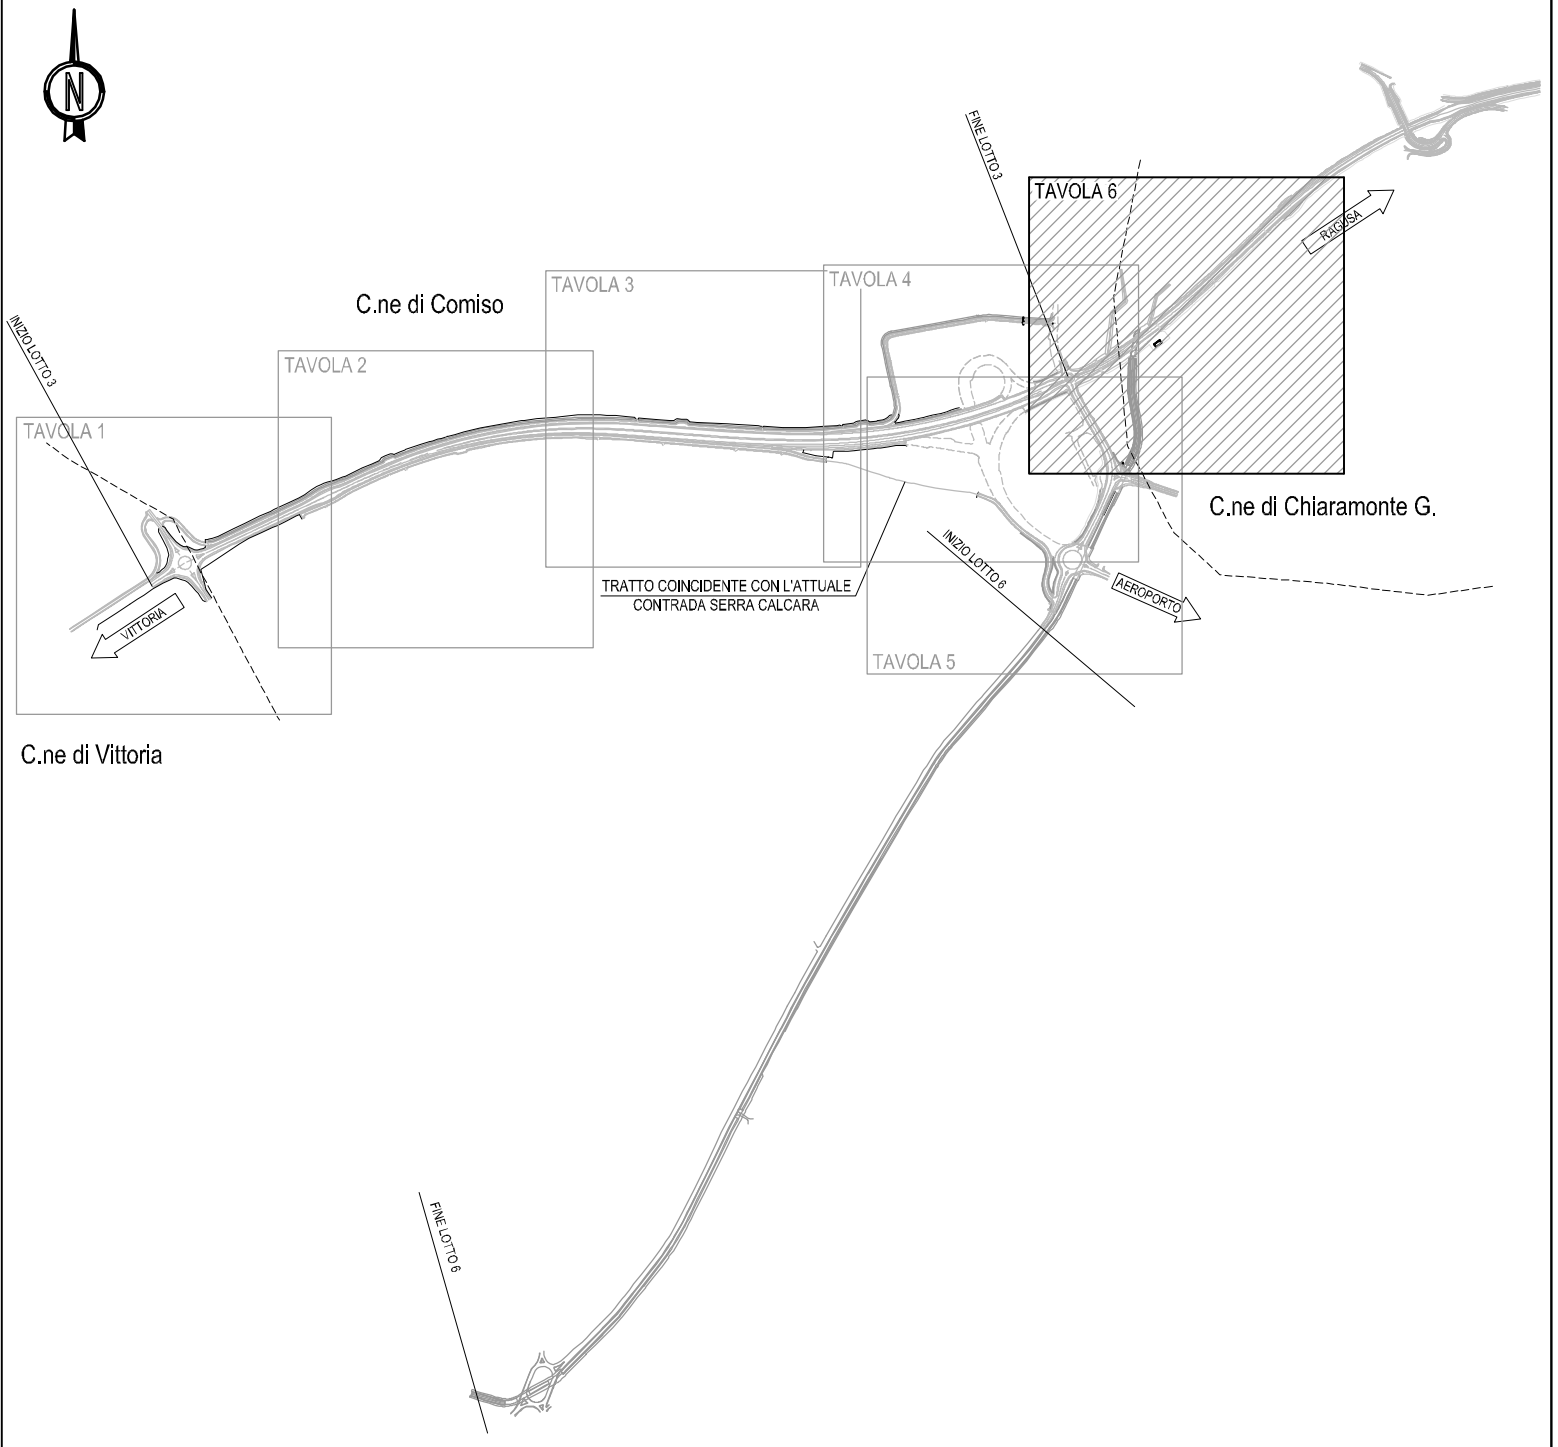 N
FINE LOTTO 3
TAVOLA 6
RAGUSA
TAVOLA 4
TAVOLA 3
C.ne di Comiso
INIZIO LOTTO 3
TAVOLA 2
TAVOLA 1
C.ne di Chiaramonte G.
INIZIO LOTTO 6
TRATTO COINCIDENTE CON L'ATTUALE
CONTRADA SERRA CALCARA
AEROPORTO
VITTORIA
TAVOLA 5
C.ne di Vittoria
FINE LOTTO 6